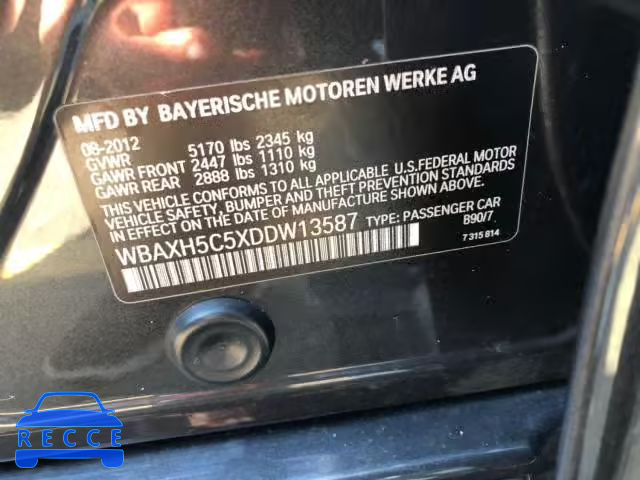 MFD BY BAYERISCHE MOTOREN WERKE AG
08-2012
GVWR 5170 lbs 2345 kg
GAWR FRONT 2447 lbs 1110 kg
GAWR REAR 2888 lbs 1310 kg
THIS VEHICLE CONFORMS TO ALL APPLICABLE U.S.FEDERAL MOTOR
VEHICLE SAFETY, BUMPER AND THEFT PREVENTION STANDARDS
IN EFFECT ON THE DATE OF MANUFACTURE SHOWN ABOVE.
WBAXH5C5XDDW13587 TYPE: PASSENGER CAR
B90/7
7 315 814
RECCE